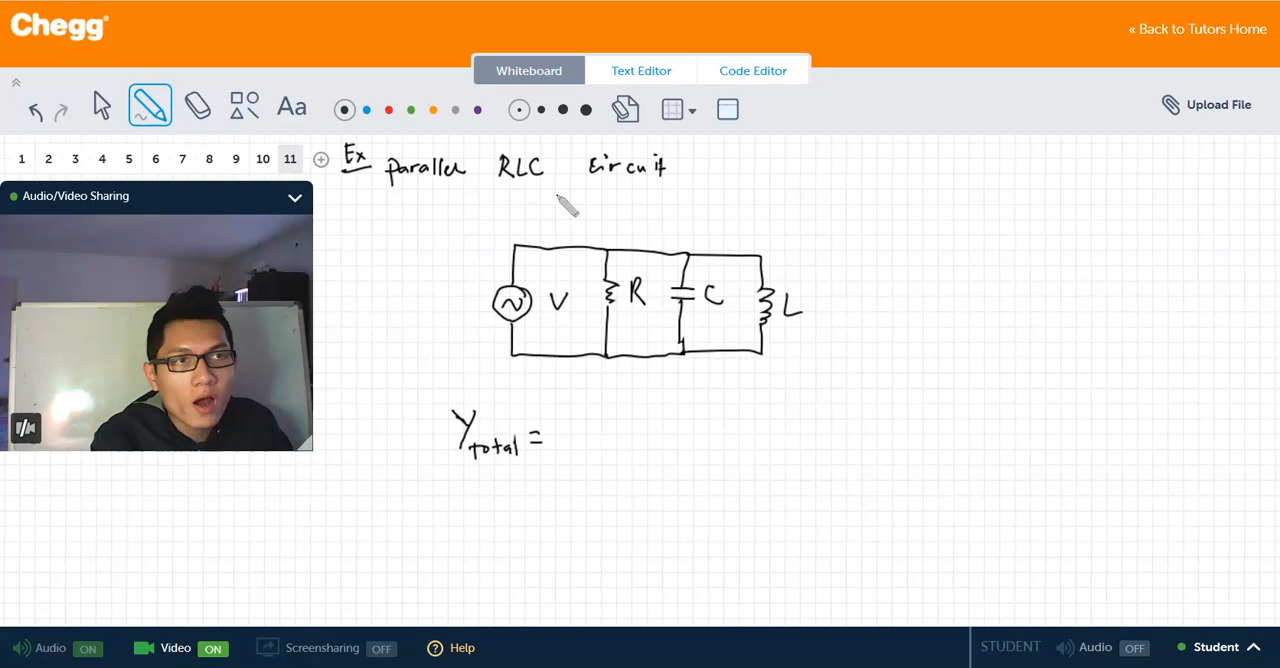 Chegg
« Back to Tutors Home
Whiteboard Text Editor Code Editor
Aa
Upload File
1 2 3 4 5 6 7 8 9 10 11
Ex parallel RLC circuit
Audio/Video Sharing
V R C L
Y total =
Audio ON Video ON Screensharing OFF Help STUDENT Audio OFF Student